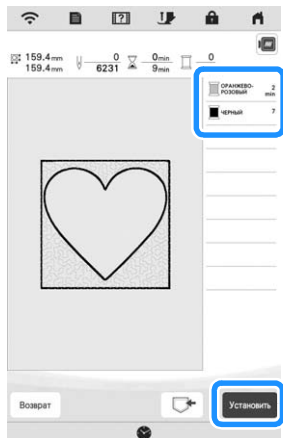 159.4mm 0 0min 0
159.4mm 6231 9min
ОРАНЖЕВО-
РОЗОВЫЙ 2
min
ЧЕРНЫЙ 7
Возврат Установить